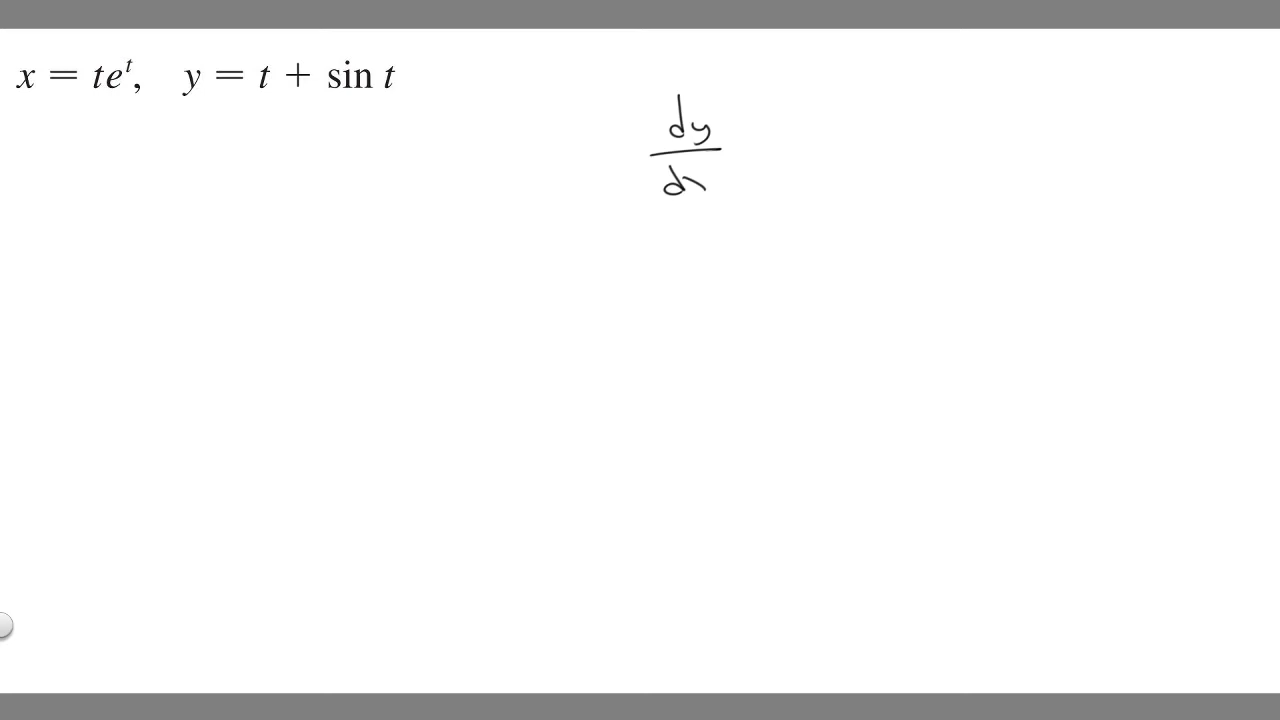 x = te^t, y = t + sin t
dy
dx